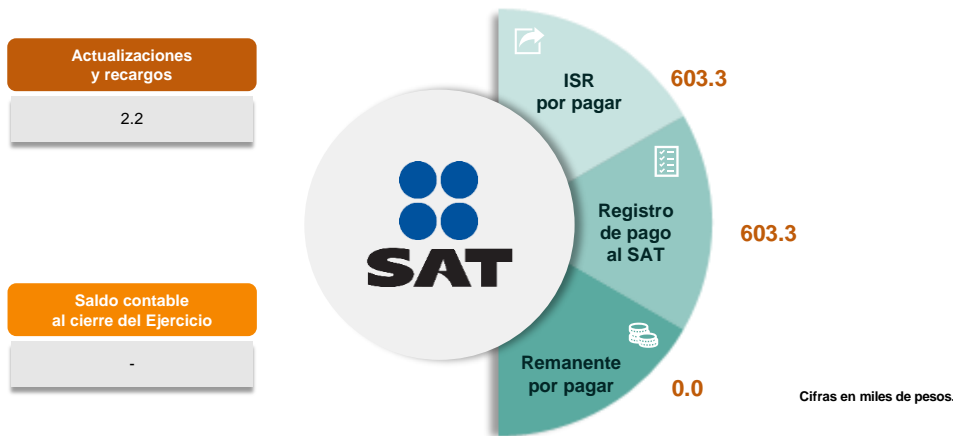 Actualizaciones
y recargos
2.2
Saldo contable
al cierre del Ejercicio
-
SAT
ISR
por pagar
603.3
Registro
de pago
al SAT
603.3
Remanente
por pagar
0.0
Cifras en miles de pesos.